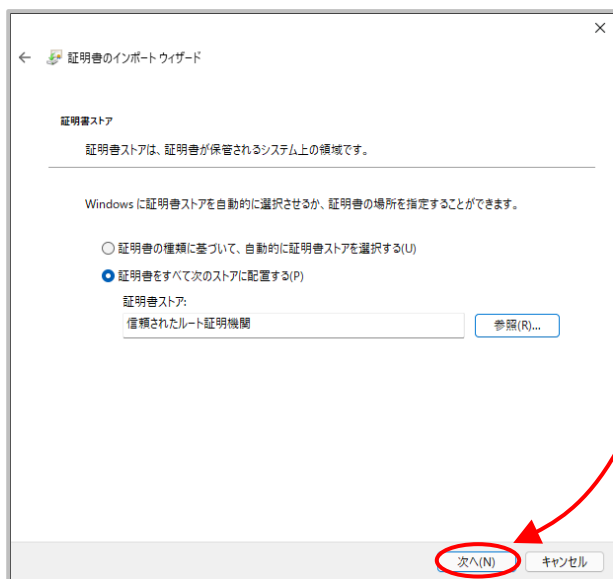 証明書のインポート ウィザード
証明書ストア
証明書ストアは、証明書が保管されるシステム上の領域です。
Windows に証明書ストアを自動的に選択させるか、証明書の場所を指定することができます。
証明書の種類に基づいて、自動的に証明書ストアを選択する(U)
証明書をすべて次のストアに配置する(P)
証明書ストア:
信頼されたルート証明機関
参照(R)...
次へ(N)
キャンセル